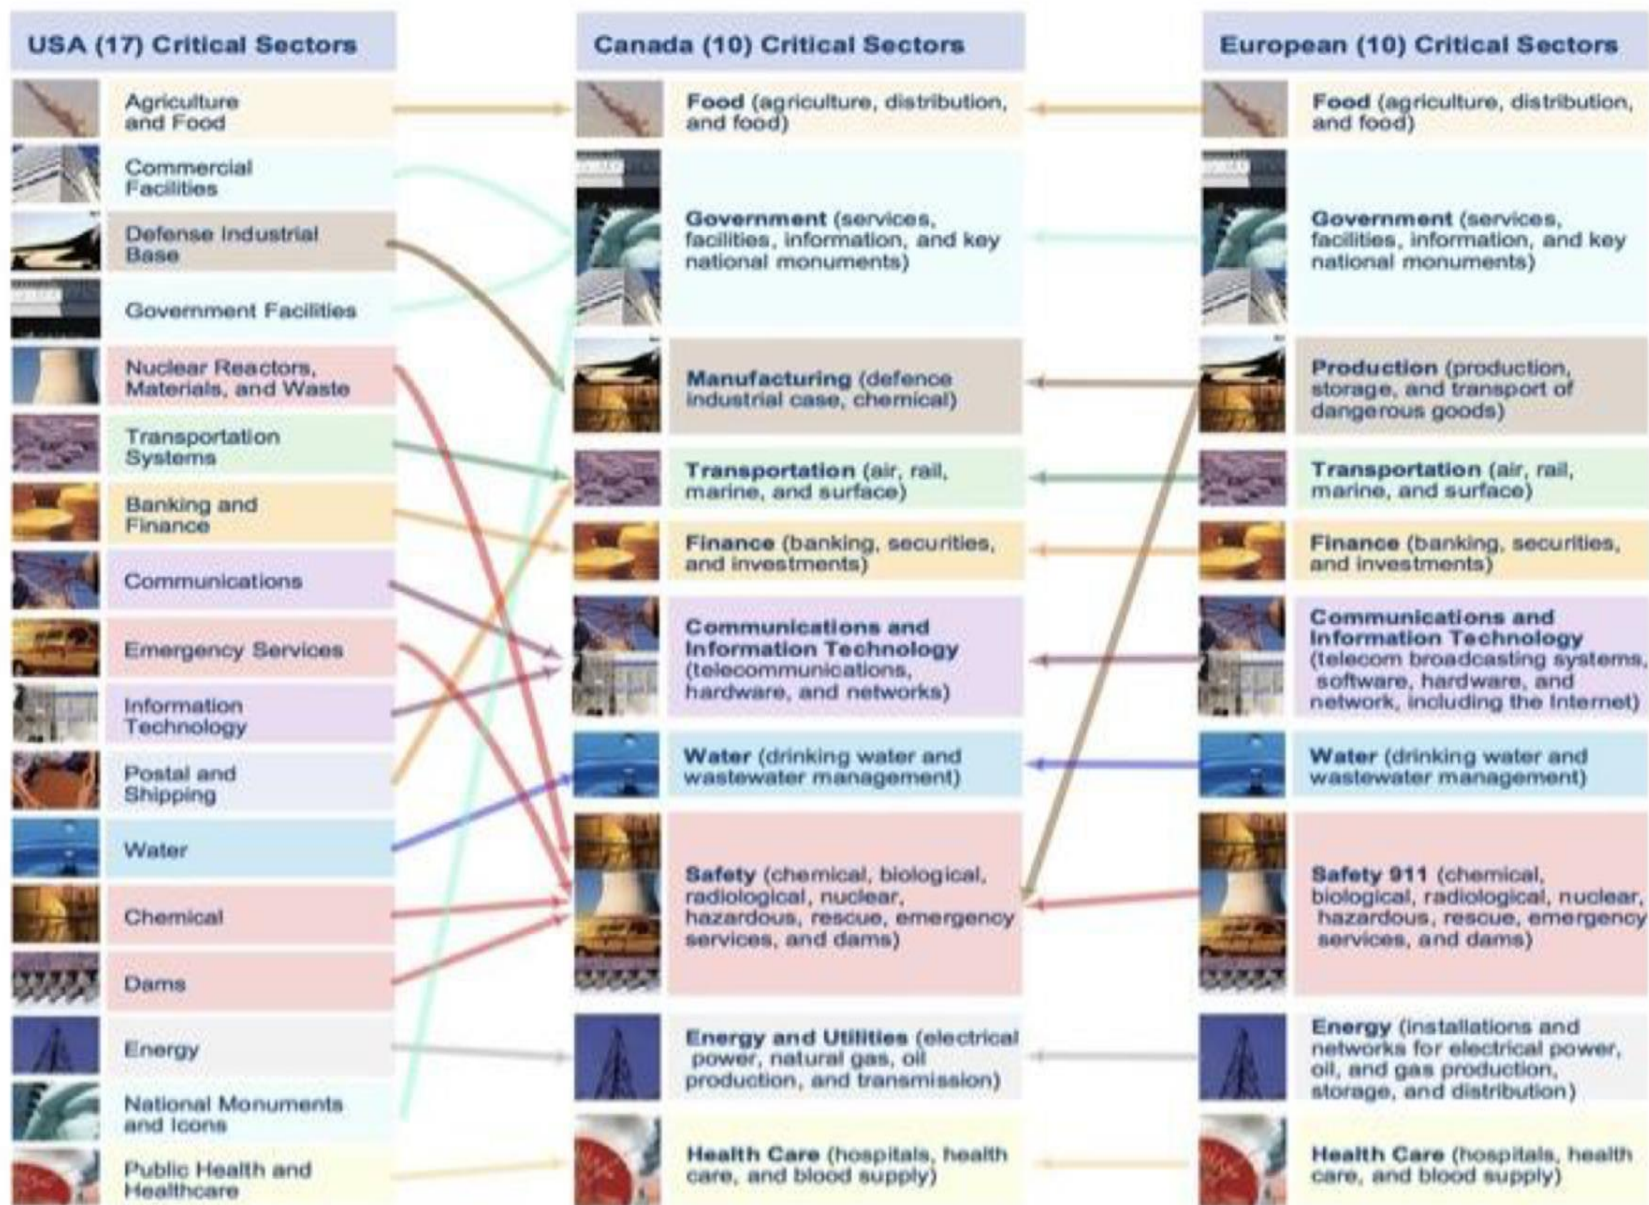 USA (17) Critical Sectors
Agriculture
and Food
Commercial
Facilities
Defense Industrial
Base
Government Facilities
Nuclear Reactors,
Materials, and Waste
Transportation
Systems
Banking and
Finance
Communications
Emergency Services
Information
Technology
Postal and
Shipping
Water
Chemical
Dams
Energy
National Monuments
and Icons
Public Health and
Healthcare
Canada (10) Critical Sectors
Food (agriculture, distribution,
and food)
Government (services,
facilities, information, and key
national monuments)
Manufacturing (defence
industrial case, chemical)
Transportation (air, rail,
marine, and surface)
Finance (banking, securities,
and investments)
Communications and
Information Technology
(telecommunications,
hardware, and networks)
Water (drinking water and
wastewater management)
Safety (chemical, biological,
radiological, nuclear,
hazardous, rescue, emergency
services, and dams)
Energy and Utilities (electrical
power, natural gas, oil
production, and transmission)
Health Care (hospitals, health
care, and blood supply)
European (10) Critical Sectors
Food (agriculture, distribution,
and food)
Government (services,
facilities, information, and key
national monuments)
Production (production,
storage, and transport of
dangerous goods)
Transportation (air, rail,
marine, and surface)
Finance (banking, securities,
and investments)
Communications and
Information Technology
(telecom broadcasting systems,
software, hardware, and
network, including the Internet)
Water (drinking water and
wastewater management)
Safety 911 (chemical,
biological, radiological, nuclear,
hazardous, rescue, emergency
services, and dams)
Energy (installations and
networks for electrical power,
oil, and gas production,
storage, and distribution)
Health Care (hospitals, health
care, and blood supply)